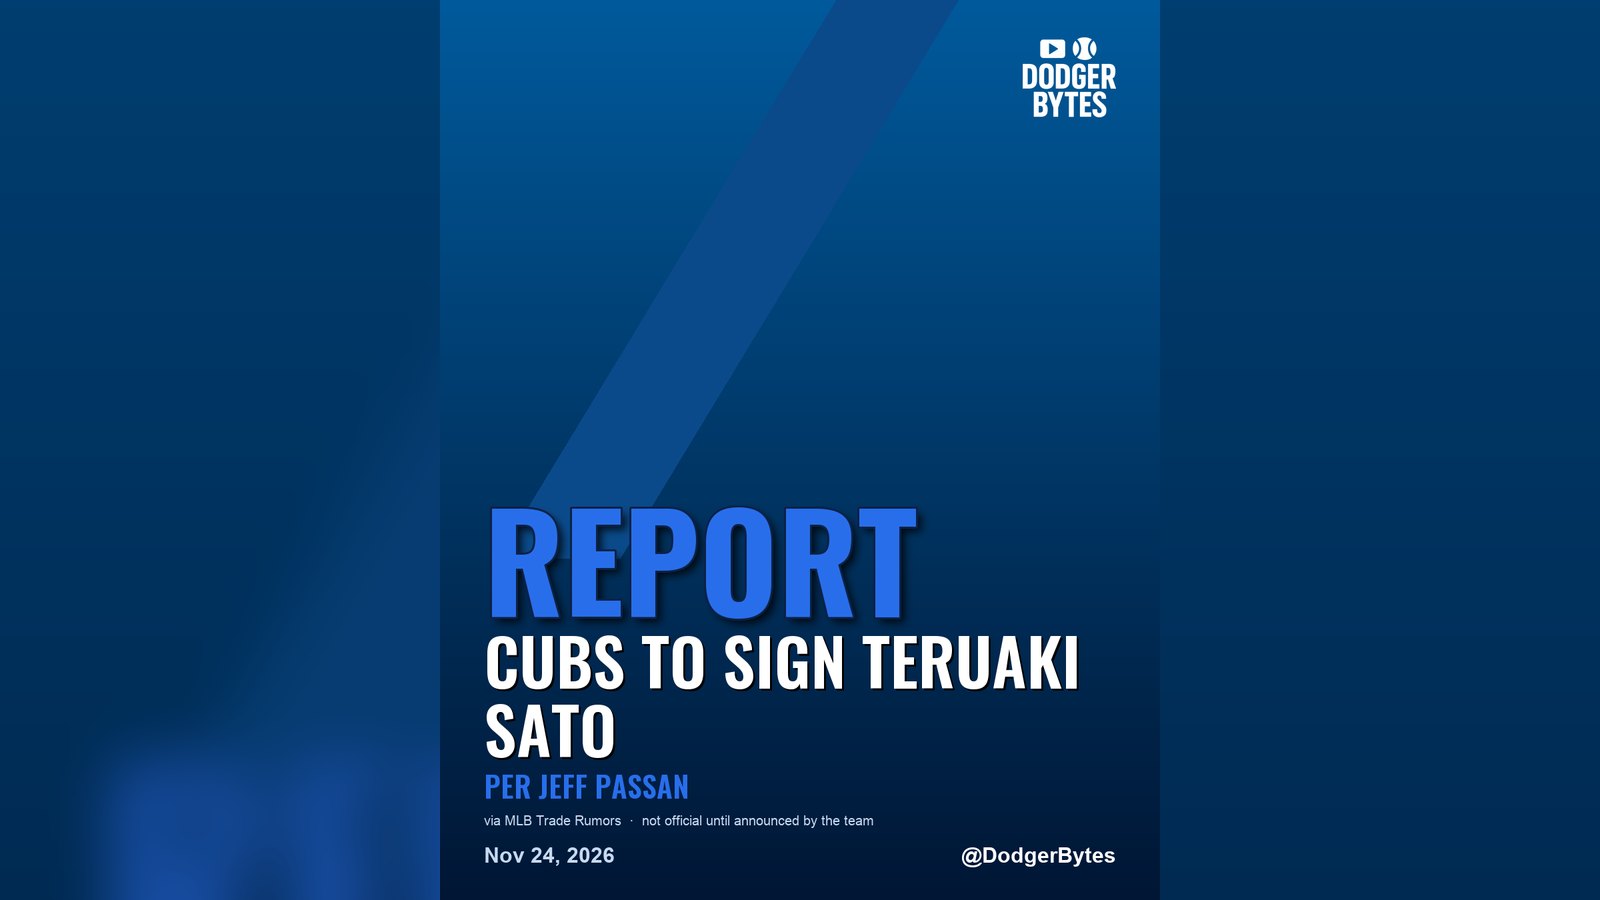 DODGER
BYTES
REPORT
CUBS TO SIGN TERUAKI
SATO
PER JEFF PASSAN
via MLB Trade Rumors · not official until announced by the team
Nov 24, 2026
@DodgerBytes